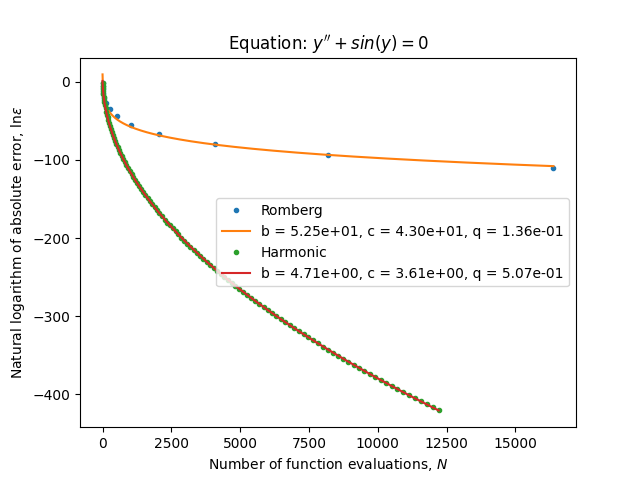 Equation: y′′ + sin(y) = 0
Natural logarithm of absolute error, lnε
0
−100
−200
−300
−400
Romberg
b = 5.25e+01, c = 4.30e+01, q = 1.36e-01
Harmonic
b = 4.71e+00, c = 3.61e+00, q = 5.07e-01
0 2500 5000 7500 10000 12500 15000
Number of function evaluations, N